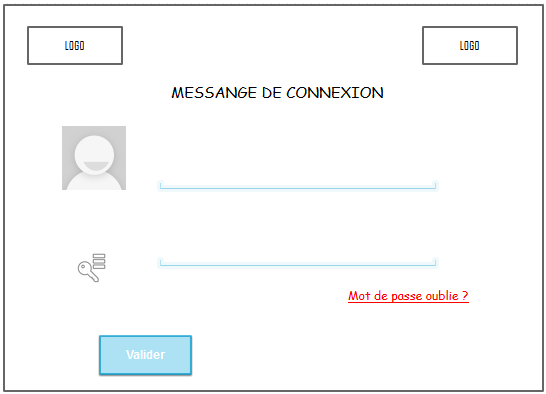 LOGO
LOGO
MESSANGE DE CONNEXION
Mot de passe oublie ?
Valider